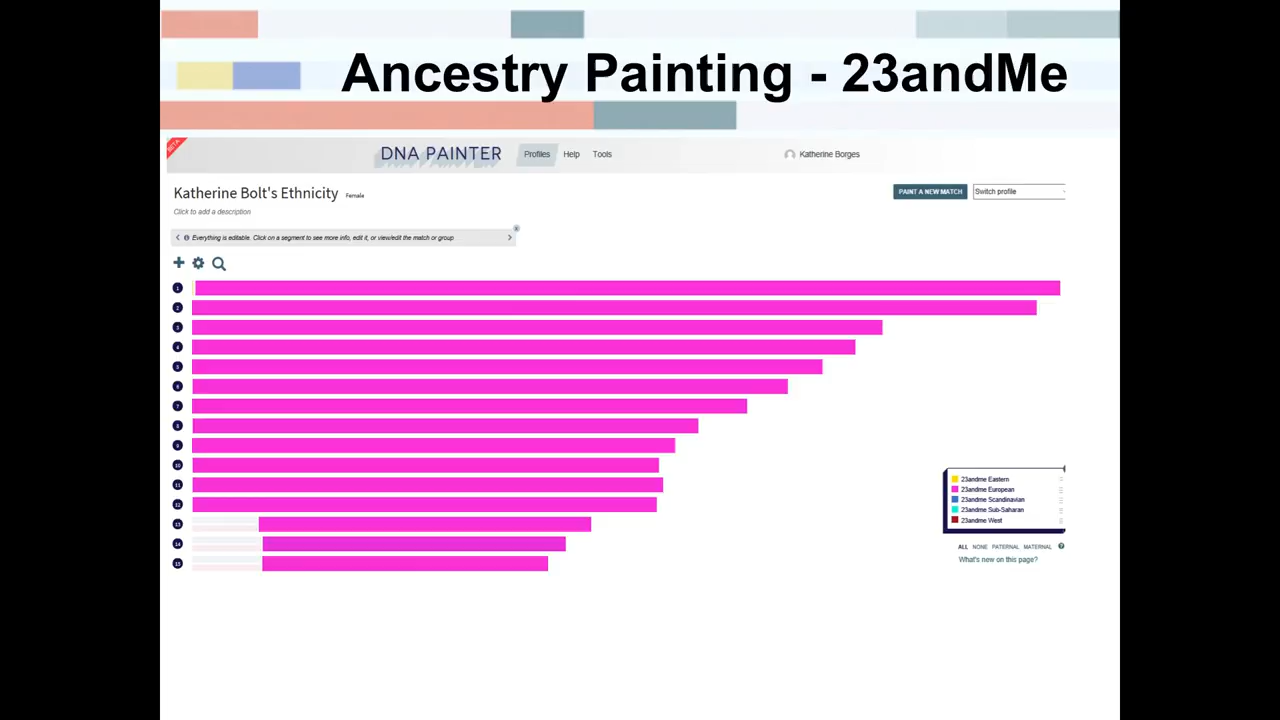 Ancestry Painting - 23andMe
BETA
DNA PAINTER Profiles Help Tools Katherine Borges
Katherine Bolt's Ethnicity Female
PAINT A NEW MATCH Switch profile
Click to add a description
Everything is editable. Click on a segment to see more info, edit it, or view/edit the match or group
1
2
3
4
5
6
7
8
9
10
11
12
13
14
15
23andme Eastern
23andme European
23andme Scandinavian
23andme Sub-Saharan
23andme West
ALL NONE PATERNAL MATERNAL ?
What's new on this page?